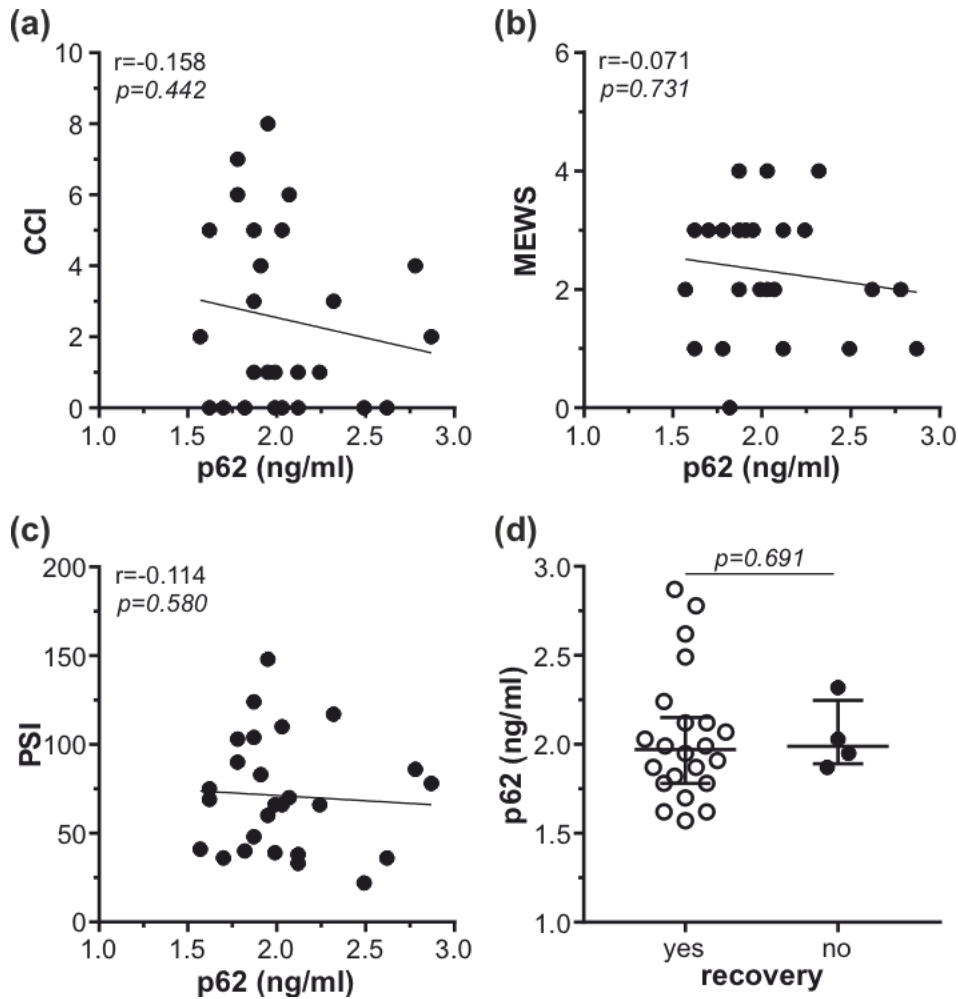 (a)
r=-0.158
p=0.442
10
8
6
4
2
0
CCI
1.0 1.5 2.0 2.5 3.0
p62 (ng/ml)
(b)
r=-0.071
p=0.731
6
4
2
0
MEWS
1.0 1.5 2.0 2.5 3.0
p62 (ng/ml)
(c)
r=-0.114
p=0.580
200
150
100
50
0
PSI
1.0 1.5 2.0 2.5 3.0
p62 (ng/ml)
(d)
p=0.691
3.0
2.5
2.0
1.5
1.0
p62 (ng/ml)
yes no
recovery